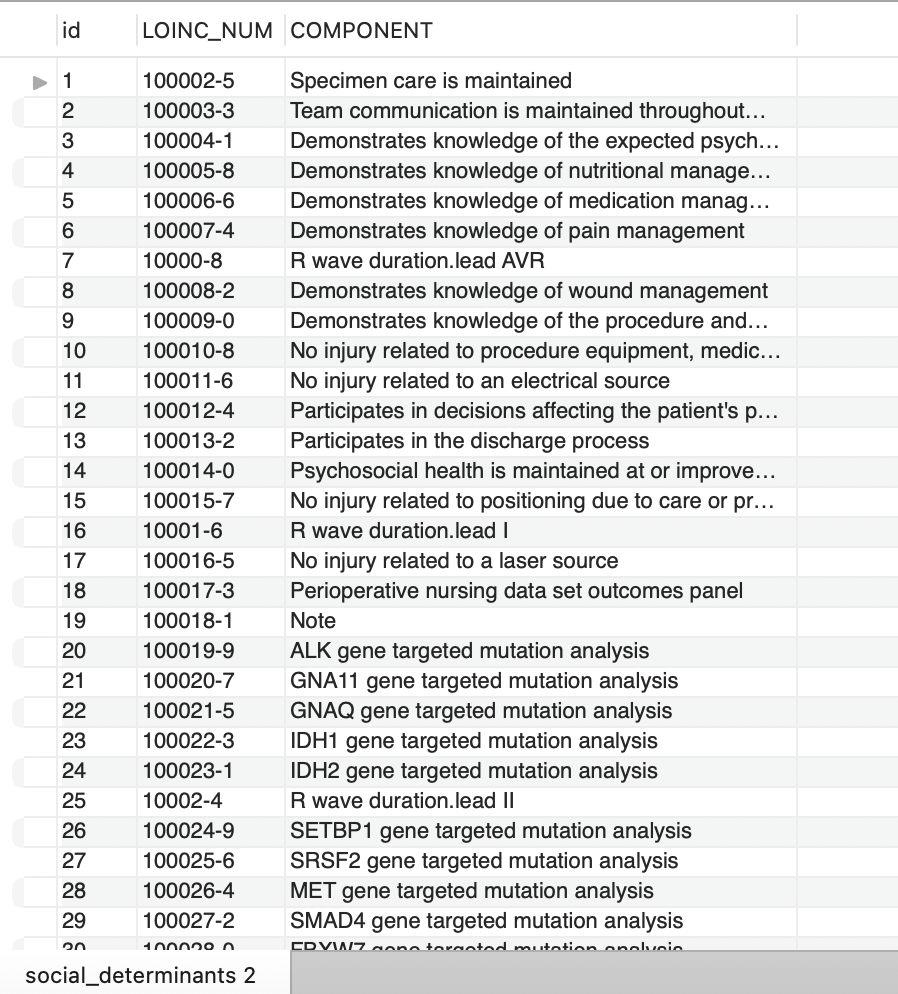 id LOINC_NUM COMPONENT
1 100002-5 Specimen care is maintained
2 100003-3 Team communication is maintained throughout...
3 100004-1 Demonstrates knowledge of the expected psych...
4 100005-8 Demonstrates knowledge of nutritional manage...
5 100006-6 Demonstrates knowledge of medication manag...
6 100007-4 Demonstrates knowledge of pain management
7 10000-8 R wave duration.lead AVR
8 100008-2 Demonstrates knowledge of wound management
9 100009-0 Demonstrates knowledge of the procedure and...
10 100010-8 No injury related to procedure equipment, medic...
11 100011-6 No injury related to an electrical source
12 100012-4 Participates in decisions affecting the patient's p...
13 100013-2 Participates in the discharge process
14 100014-0 Psychosocial health is maintained at or improve...
15 100015-7 No injury related to positioning due to care or pr...
16 10001-6 R wave duration.lead I
17 100016-5 No injury related to a laser source
18 100017-3 Perioperative nursing data set outcomes panel
19 100018-1 Note
20 100019-9 ALK gene targeted mutation analysis
21 100020-7 GNA11 gene targeted mutation analysis
22 100021-5 GNAQ gene targeted mutation analysis
23 100022-3 IDH1 gene targeted mutation analysis
24 100023-1 IDH2 gene targeted mutation analysis
25 10002-4 R wave duration.lead II
26 100024-9 SETBP1 gene targeted mutation analysis
27 100025-6 SRSF2 gene targeted mutation analysis
28 100026-4 MET gene targeted mutation analysis
29 100027-2 SMAD4 gene targeted mutation analysis
30 100028-0 FBXW7 gene targeted mutation analysis
social_determinants 2